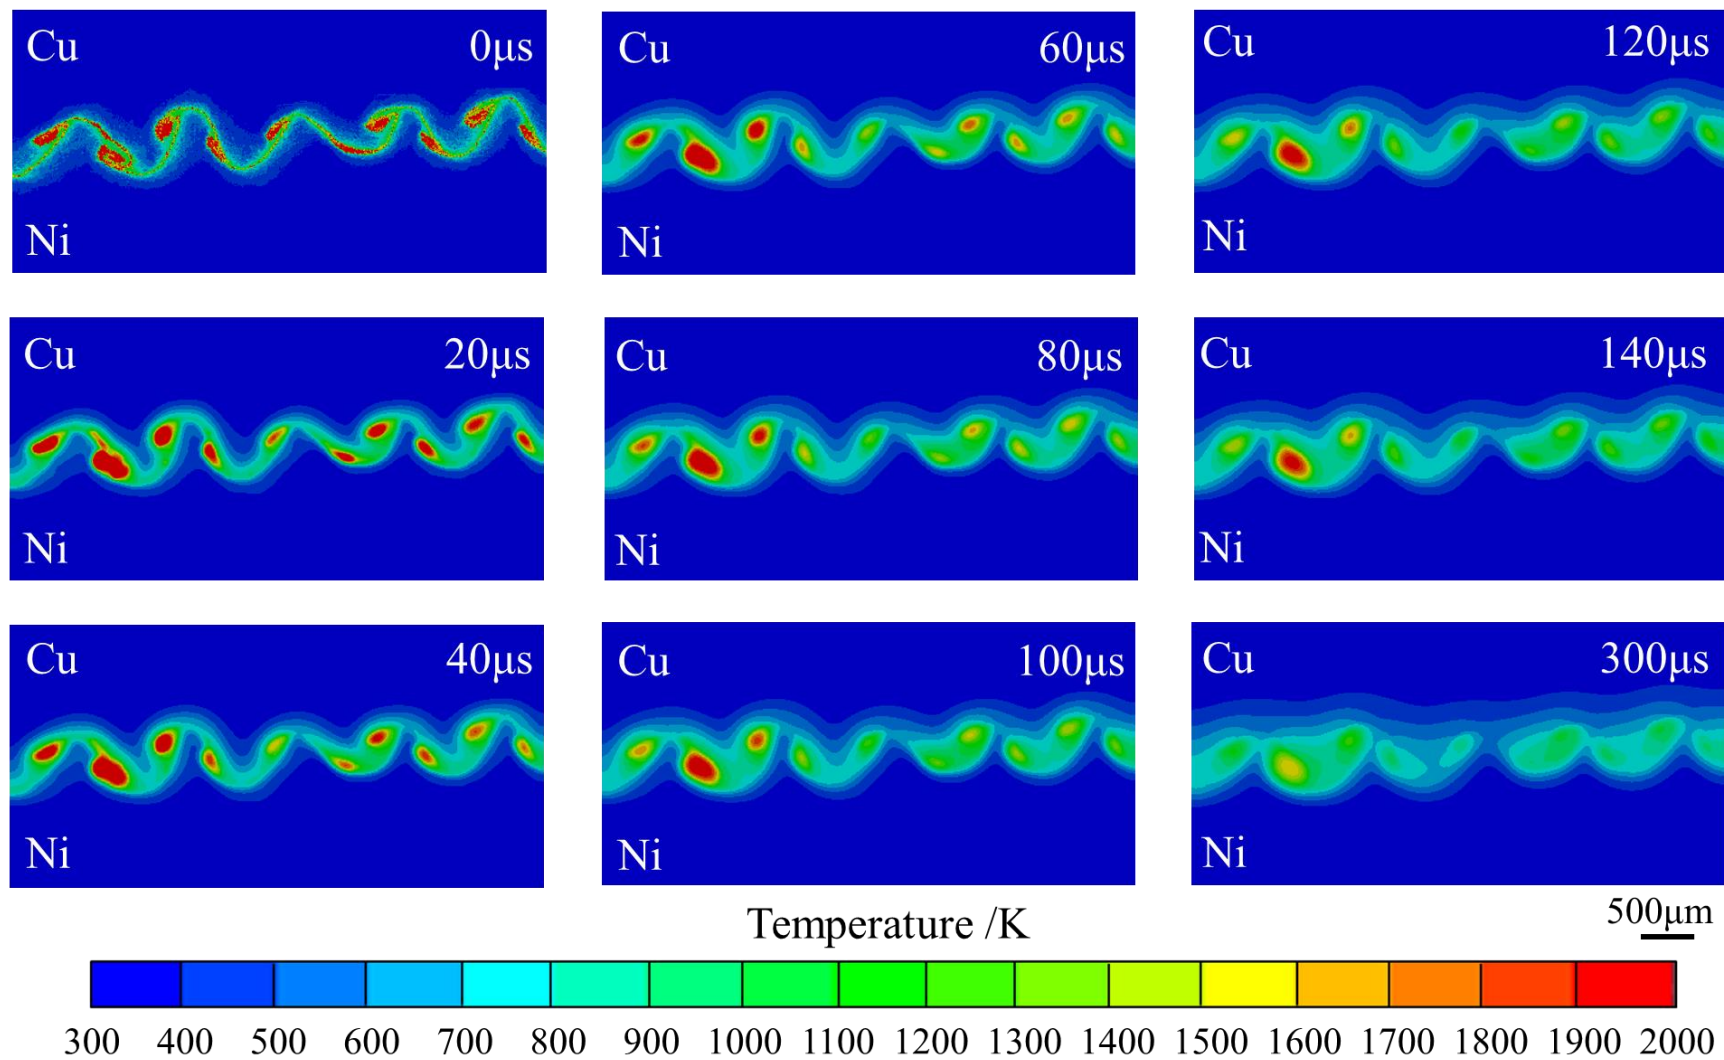 Cu 0μs
Ni
Cu 60μs
Ni
Cu 120μs
Ni
Cu 20μs
Ni
Cu 80μs
Ni
Cu 140μs
Ni
Cu 40μs
Ni
Cu 100μs
Ni
Cu 300μs
Ni
Temperature /K
500μm
300 400 500 600 700 800 900 1000 1100 1200 1300 1400 1500 1600 1700 1800 1900 2000